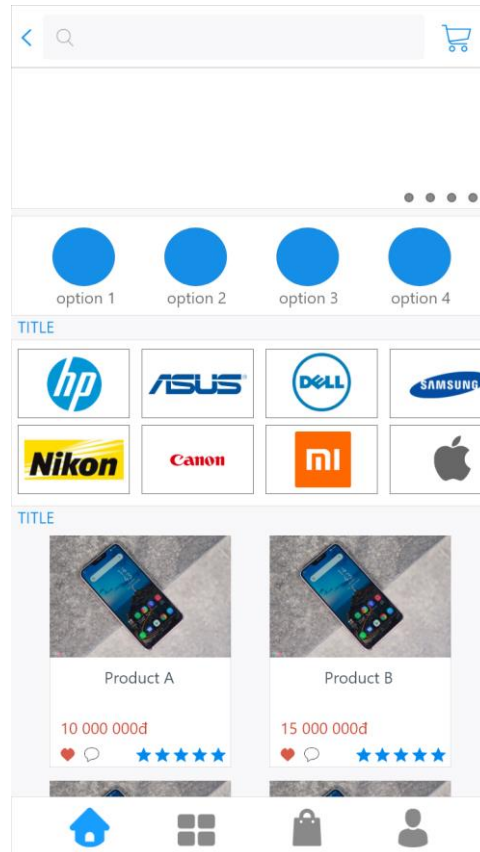 option 1 option 2 option 3 option 4
TITLE
hp ASUS DELL SAMSUNG
Nikon Canon mi
TITLE
Product A Product B
10 000 000đ 15 000 000đ